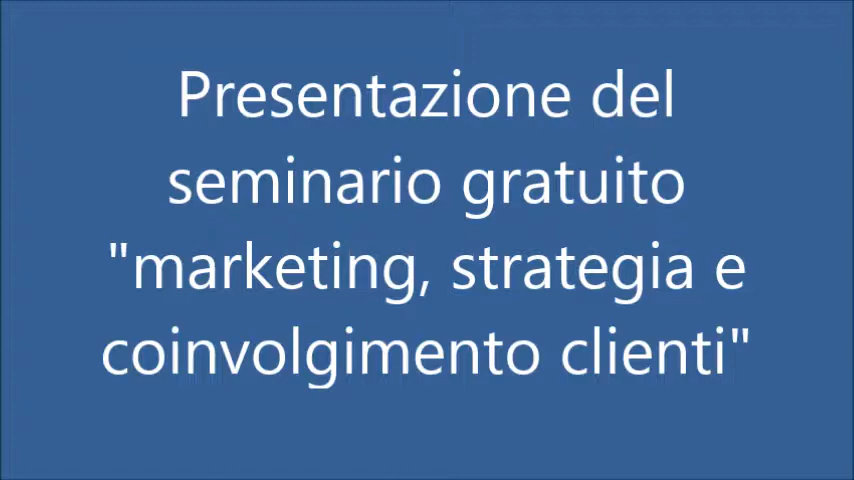 Presentazione del
seminario gratuito
"marketing, strategia e
coinvolgimento clienti"